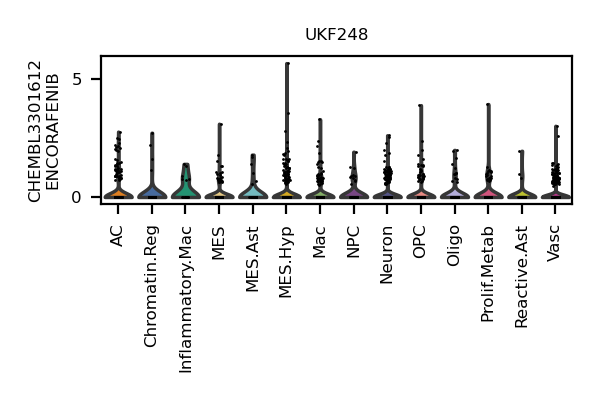 UKF248
CHEMBL3301612
ENCORAFENIB
5
0
AC
Chromatin.Reg
Inflammatory.Mac
MES
MES.Ast
MES.Hyp
Mac
NPC
Neuron
OPC
Oligo
Prolif.Metab
Reactive.Ast
Vasc